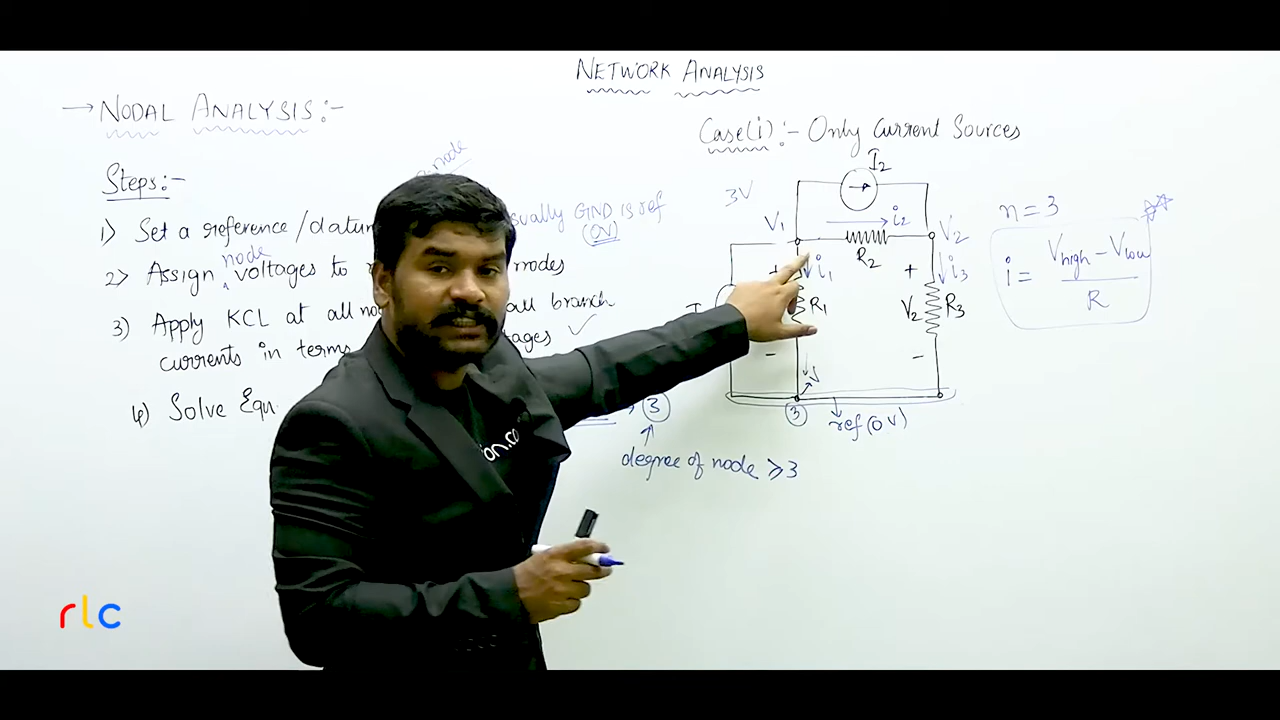 NETWORK ANALYSIS
→ NODAL ANALYSIS :-
Steps:-
node
1) Set a reference/datum usually GND is ref
(0V)
node
2) Assign voltages to nodes
3) Apply KCL at all all branch
currents in terms
4) Solve Eqn
3
degree of node ≥3
Case(i) :- Only Current Sources
I2
3V
V1
i2
R2
V2
i1
+
R1
-
+
V2
-
i3
R3
3
ref(0V)
n=3
i = Vhigh - Vlow / R
rlc